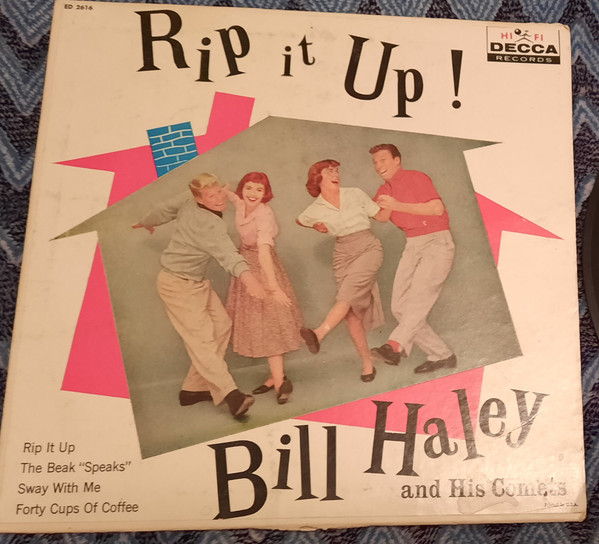 ED 2616
Rip it Up!
HI FI
DECCA
RECORDS
Rip It Up
The Beak "Speaks"
Sway With Me
Forty Cups Of Coffee
Bill Haley
and His Comets